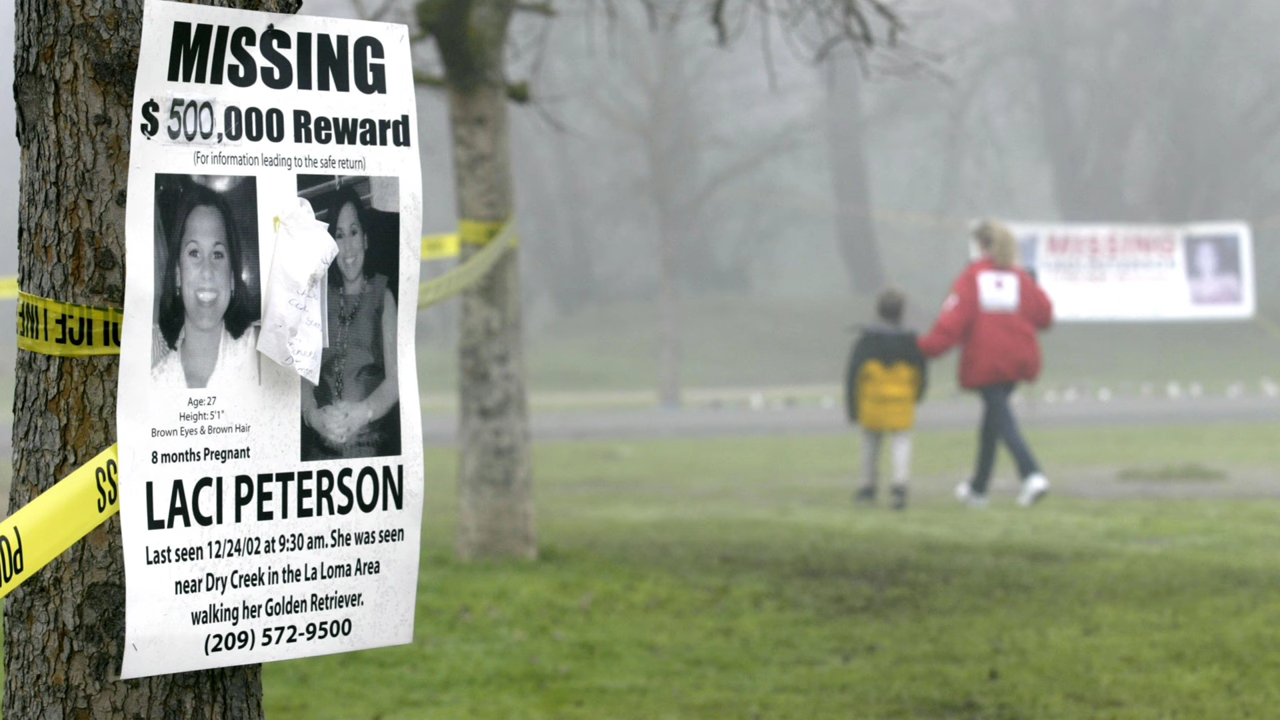 MISSING
$ 500,000 Reward
(For information leading to the safe return)
Age: 27
Height: 5'1"
Brown Eyes & Brown Hair
8 months Pregnant
LACI PETERSON
Last seen 12/24/02 at 9:30 am. She was seen
near Dry Creek in the La Loma Area
walking her Golden Retriever.
(209) 572-9500
MISSING